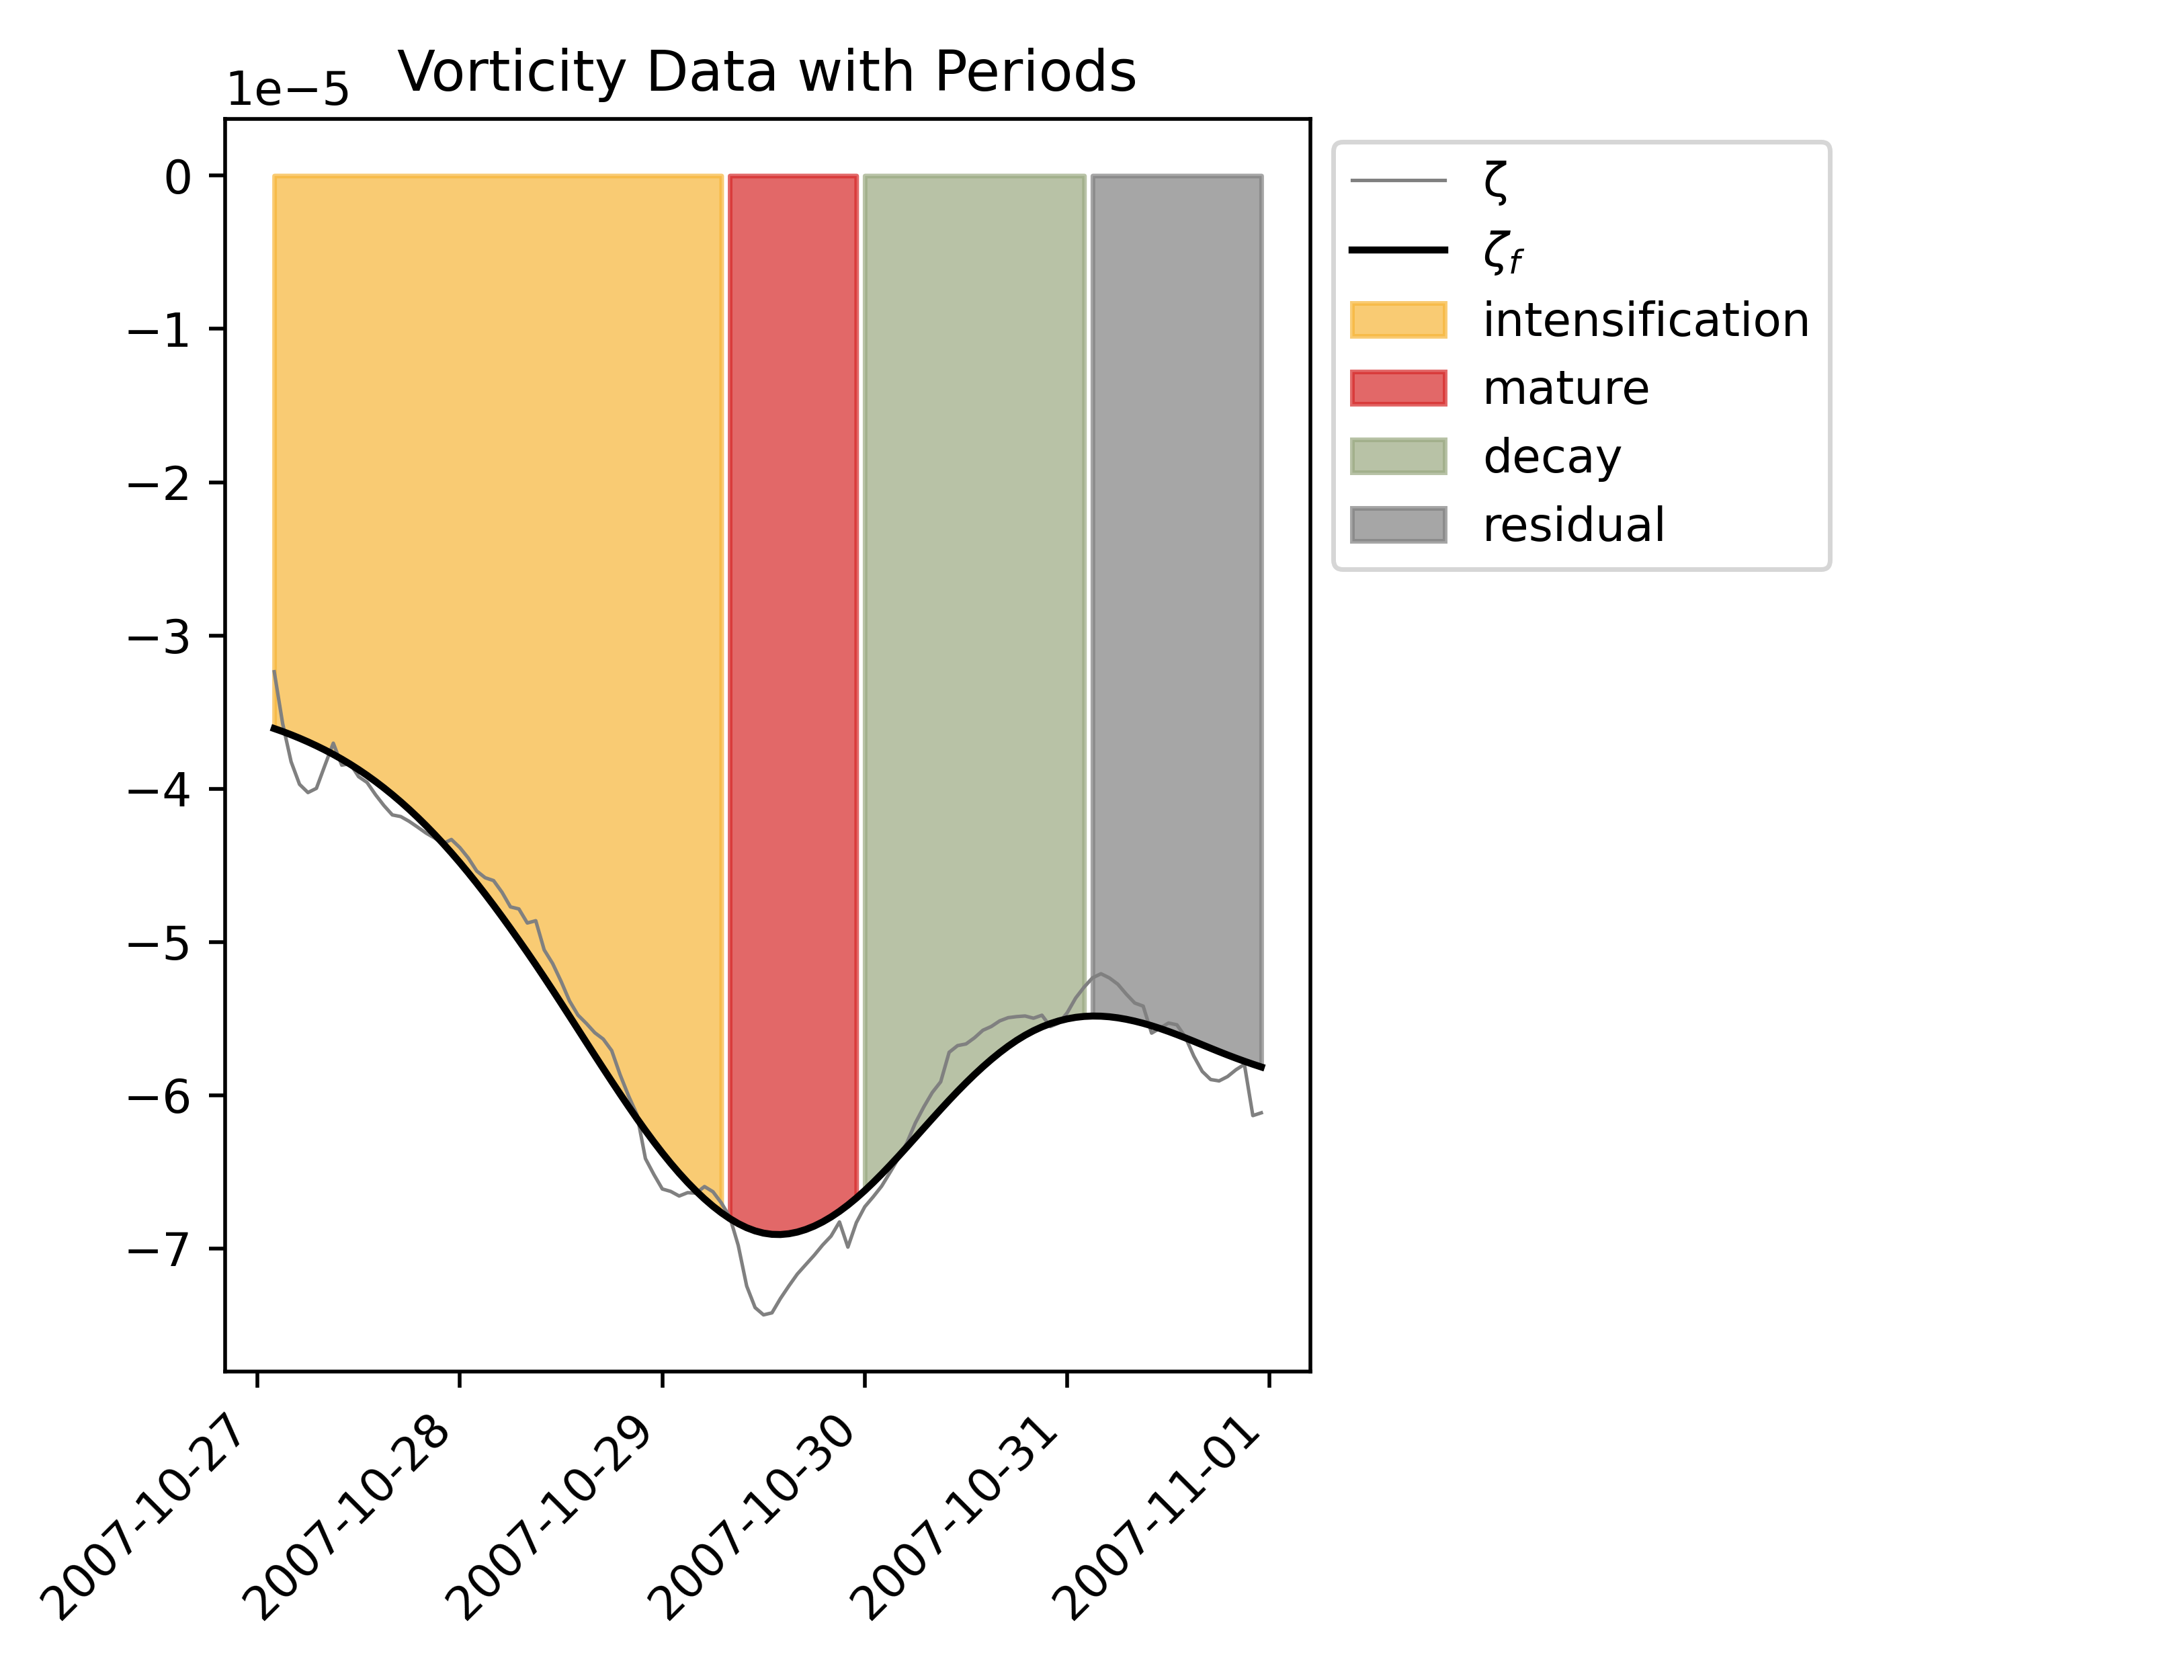 Vorticity Data with Periods
1e−5
0
−1
−2
−3
−4
−5
−6
−7
2007-10-27
2007-10-28
2007-10-29
2007-10-30
2007-10-31
2007-11-01
ζ
ζf
intensification
mature
decay
residual